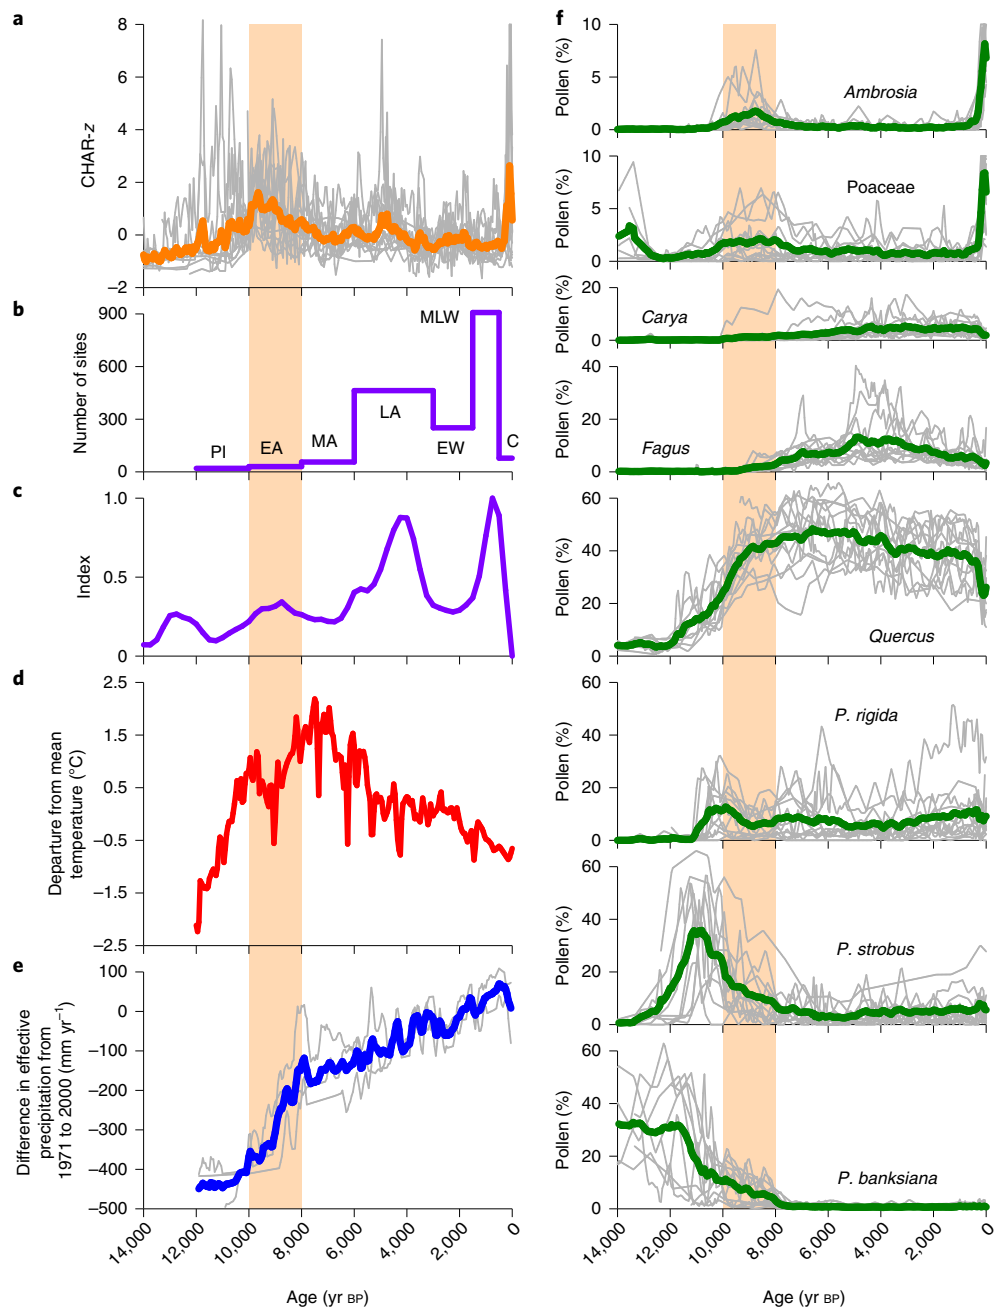 a
8
6
4
2
0
−2
CHAR-z
b
900
600
300
0
Number of sites
PI
EA
MA
LA
EW
MLW
C
c
1.0
0.5
0
Index
d
2.5
1.5
0.5
−0.5
−1.5
−2.5
Departure from mean
temperature (°C)
e
100
0
−100
−200
−300
−400
−500
Difference in effective
precipitation from
1971 to 2000 (mm yr⁻¹)
14,000
12,000
10,000
8,000
6,000
4,000
2,000
0
Age (yr BP)
f
10
5
0
Pollen (%)
Ambrosia
10
5
0
Pollen (%)
Poaceae
20
0
Pollen (%)
Carya
40
20
0
Pollen (%)
Fagus
60
40
20
0
Pollen (%)
Quercus
60
40
20
0
Pollen (%)
P. rigida
60
40
20
0
Pollen (%)
P. strobus
60
40
20
0
Pollen (%)
P. banksiana
14,000
12,000
10,000
8,000
6,000
4,000
2,000
0
Age (yr BP)